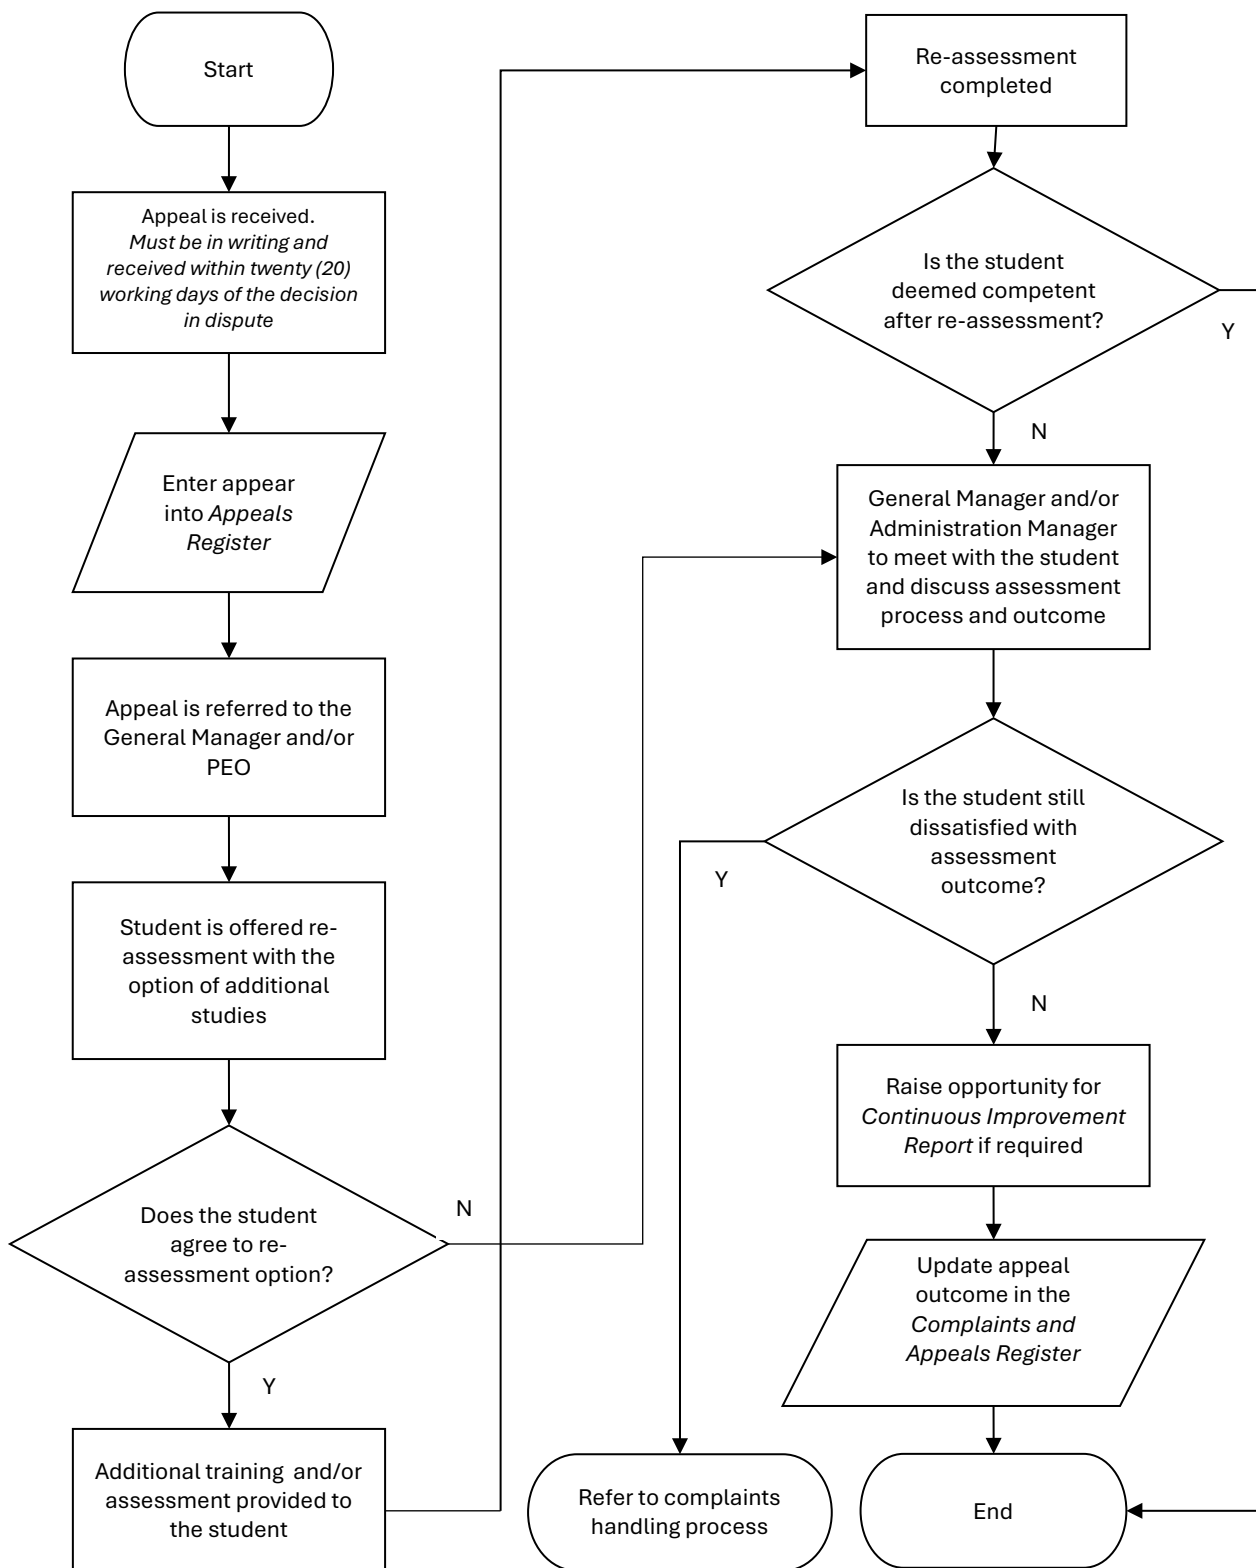 Start
Appeal is received.
Must be in writing and
received within twenty (20)
working days of the decision
in dispute
Enter appear
into Appeals
Register
Appeal is referred to the
General Manager and/or
PEO
Student is offered re-
assessment with the
option of additional
studies
Does the student
agree to re-
assessment option?
N
Y
Additional training and/or
assessment provided to
the student
Re-assessment
completed
Is the student
deemed competent
after re-assessment?
Y
N
General Manager and/or
Administration Manager
to meet with the student
and discuss assessment
process and outcome
Is the student still
dissatisfied with
assessment
outcome?
Y
N
Raise opportunity for
Continuous Improvement
Report if required
Update appeal
outcome in the
Complaints and
Appeals Register
Refer to complaints
handling process
End